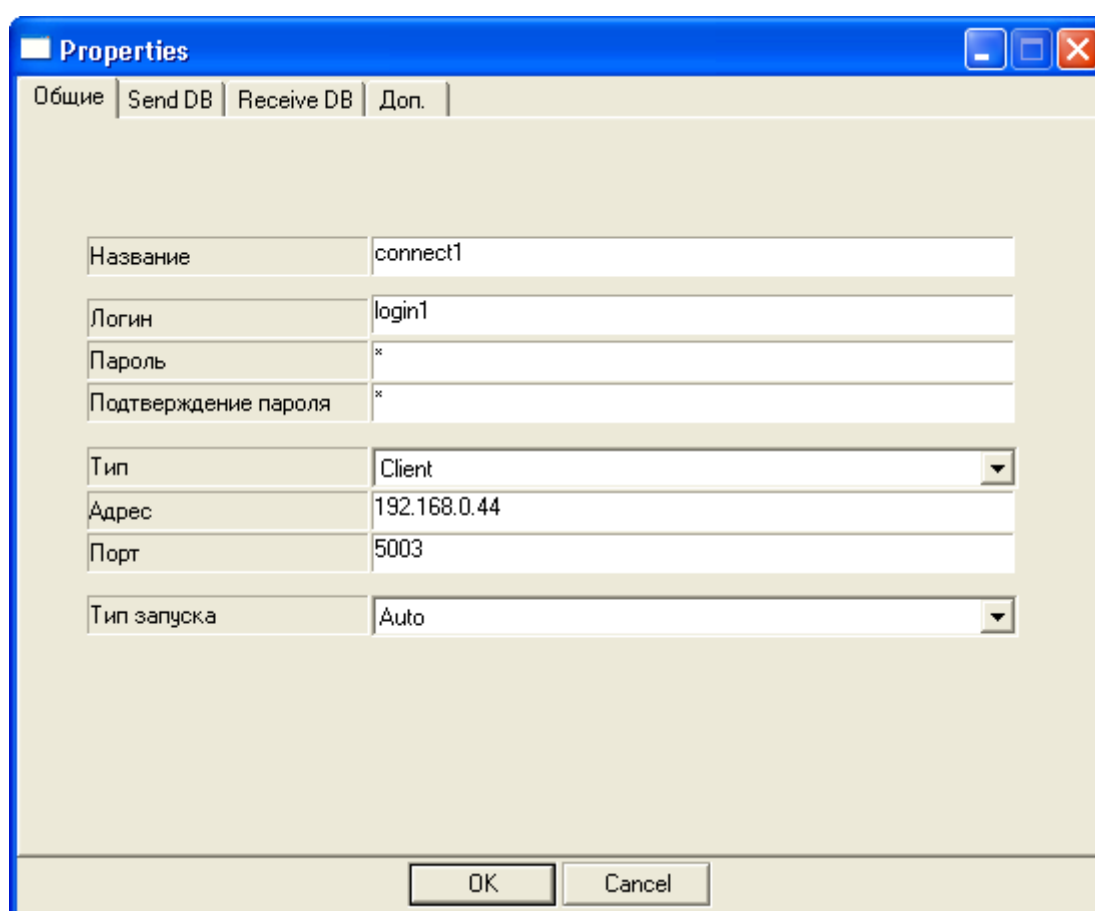 Properties
Общие Send DB Receive DB Доп.
Название connect1
Логин login1
Пароль *
Подтверждение пароля *
Тип Client
Адрес 192.168.0.44
Порт 5003
Тип запуска Auto
OK Cancel